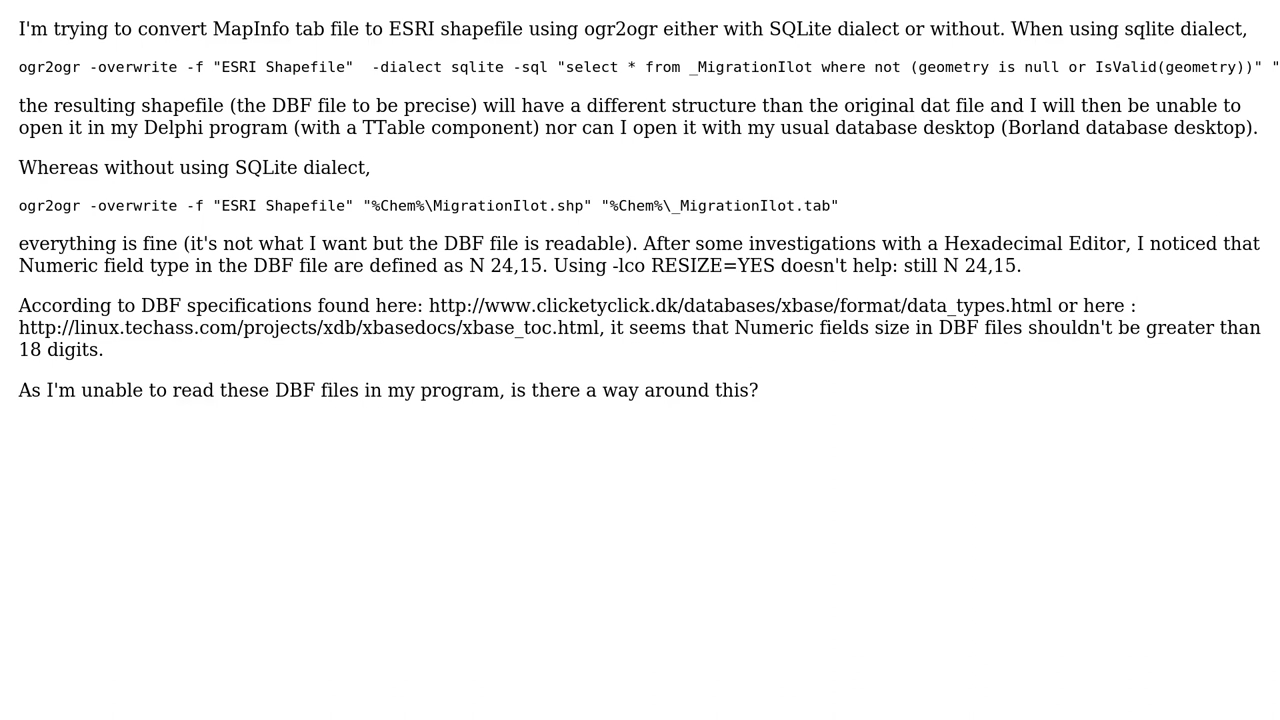 I'm trying to convert MapInfo tab file to ESRI shapefile using ogr2ogr either with SQLite dialect or without. When using sqlite dialect,
ogr2ogr -overwrite -f "ESRI Shapefile"  -dialect sqlite -sql "select * from _MigrationIlot where not (geometry is null or IsValid(geometry))" "
the resulting shapefile (the DBF file to be precise) will have a different structure than the original dat file and I will then be unable to
open it in my Delphi program (with a TTable component) nor can I open it with my usual database desktop (Borland database desktop).
Whereas without using SQLite dialect,
ogr2ogr -overwrite -f "ESRI Shapefile" "%Chem%\MigrationIlot.shp" "%Chem%\_MigrationIlot.tab"
everything is fine (it's not what I want but the DBF file is readable). After some investigations with a Hexadecimal Editor, I noticed that
Numeric field type in the DBF file are defined as N 24,15. Using -lco RESIZE=YES doesn't help: still N 24,15.
According to DBF specifications found here: http://www.clicketyclick.dk/databases/xbase/format/data_types.html or here :
http://linux.techass.com/projects/xdb/xbasedocs/xbase_toc.html, it seems that Numeric fields size in DBF files shouldn't be greater than
18 digits.
As I'm unable to read these DBF files in my program, is there a way around this?